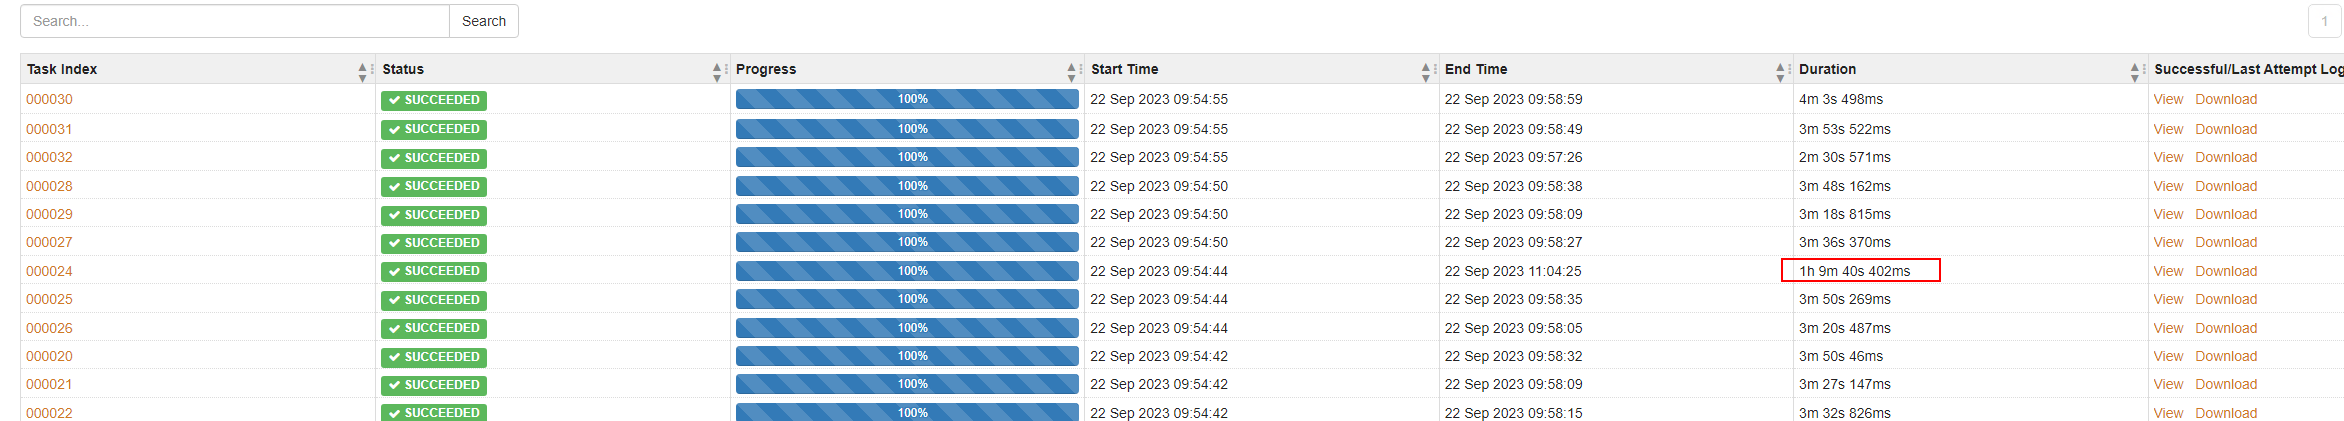 Search... Search 1
Task Index Status Progress Start Time End Time Duration Successful/Last Attempt Log
000030 SUCCEEDED 100% 22 Sep 2023 09:54:55 22 Sep 2023 09:58:59 4m 3s 498ms View Download
000031 SUCCEEDED 100% 22 Sep 2023 09:54:55 22 Sep 2023 09:58:49 3m 53s 522ms View Download
000032 SUCCEEDED 100% 22 Sep 2023 09:54:55 22 Sep 2023 09:57:26 2m 30s 571ms View Download
000028 SUCCEEDED 100% 22 Sep 2023 09:54:50 22 Sep 2023 09:58:38 3m 48s 162ms View Download
000029 SUCCEEDED 100% 22 Sep 2023 09:54:50 22 Sep 2023 09:58:09 3m 18s 815ms View Download
000027 SUCCEEDED 100% 22 Sep 2023 09:54:50 22 Sep 2023 09:58:27 3m 36s 370ms View Download
000024 SUCCEEDED 100% 22 Sep 2023 09:54:44 22 Sep 2023 11:04:25 1h 9m 40s 402ms View Download
000025 SUCCEEDED 100% 22 Sep 2023 09:54:44 22 Sep 2023 09:58:35 3m 50s 269ms View Download
000026 SUCCEEDED 100% 22 Sep 2023 09:54:44 22 Sep 2023 09:58:05 3m 20s 487ms View Download
000020 SUCCEEDED 100% 22 Sep 2023 09:54:42 22 Sep 2023 09:58:32 3m 50s 46ms View Download
000021 SUCCEEDED 100% 22 Sep 2023 09:54:42 22 Sep 2023 09:58:09 3m 27s 147ms View Download
000022 SUCCEEDED 100% 22 Sep 2023 09:54:42 22 Sep 2023 09:58:15 3m 32s 826ms View Download